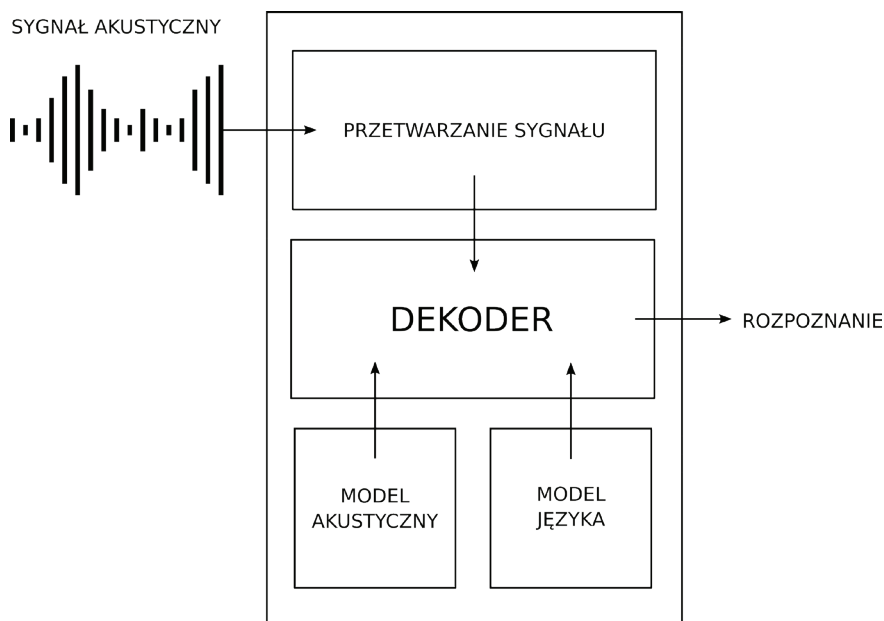 SYGNAŁ AKUSTYCZNY
PRZETWARZANIE SYGNAŁU
DEKODER
ROZPOZNANIE
MODEL
AKUSTYCZNY
MODEL
JĘZYKA